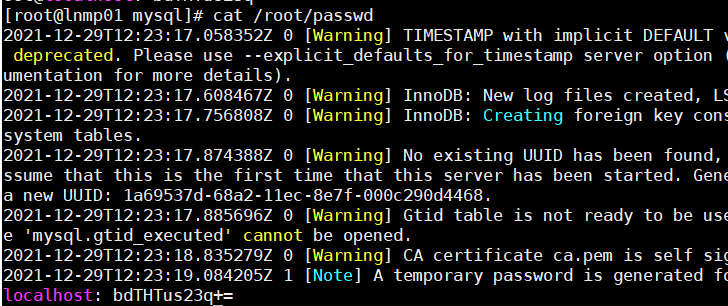 [root@lnmp01 mysql]# cat /root/passwd
2021-12-29T12:23:17.058352Z 0 [Warning] TIMESTAMP with implicit DEFAULT v
deprecated. Please use --explicit_defaults_for_timestamp server option (
umentation for more details).
2021-12-29T12:23:17.608467Z 0 [Warning] InnoDB: New log files created, LS
2021-12-29T12:23:17.756808Z 0 [Warning] InnoDB: Creating foreign key cons
system tables.
2021-12-29T12:23:17.874388Z 0 [Warning] No existing UUID has been found,
ssume that this is the first time that this server has been started. Gene
a new UUID: 1a69537d-68a2-11ec-8e7f-000c290d4468.
2021-12-29T12:23:17.885696Z 0 [Warning] Gtid table is not ready to be use
e 'mysql.gtid_executed' cannot be opened.
2021-12-29T12:23:18.835279Z 0 [Warning] CA certificate ca.pem is self sig
2021-12-29T12:23:19.084205Z 1 [Note] A temporary password is generated fo
localhost: bdTHTus23q+=